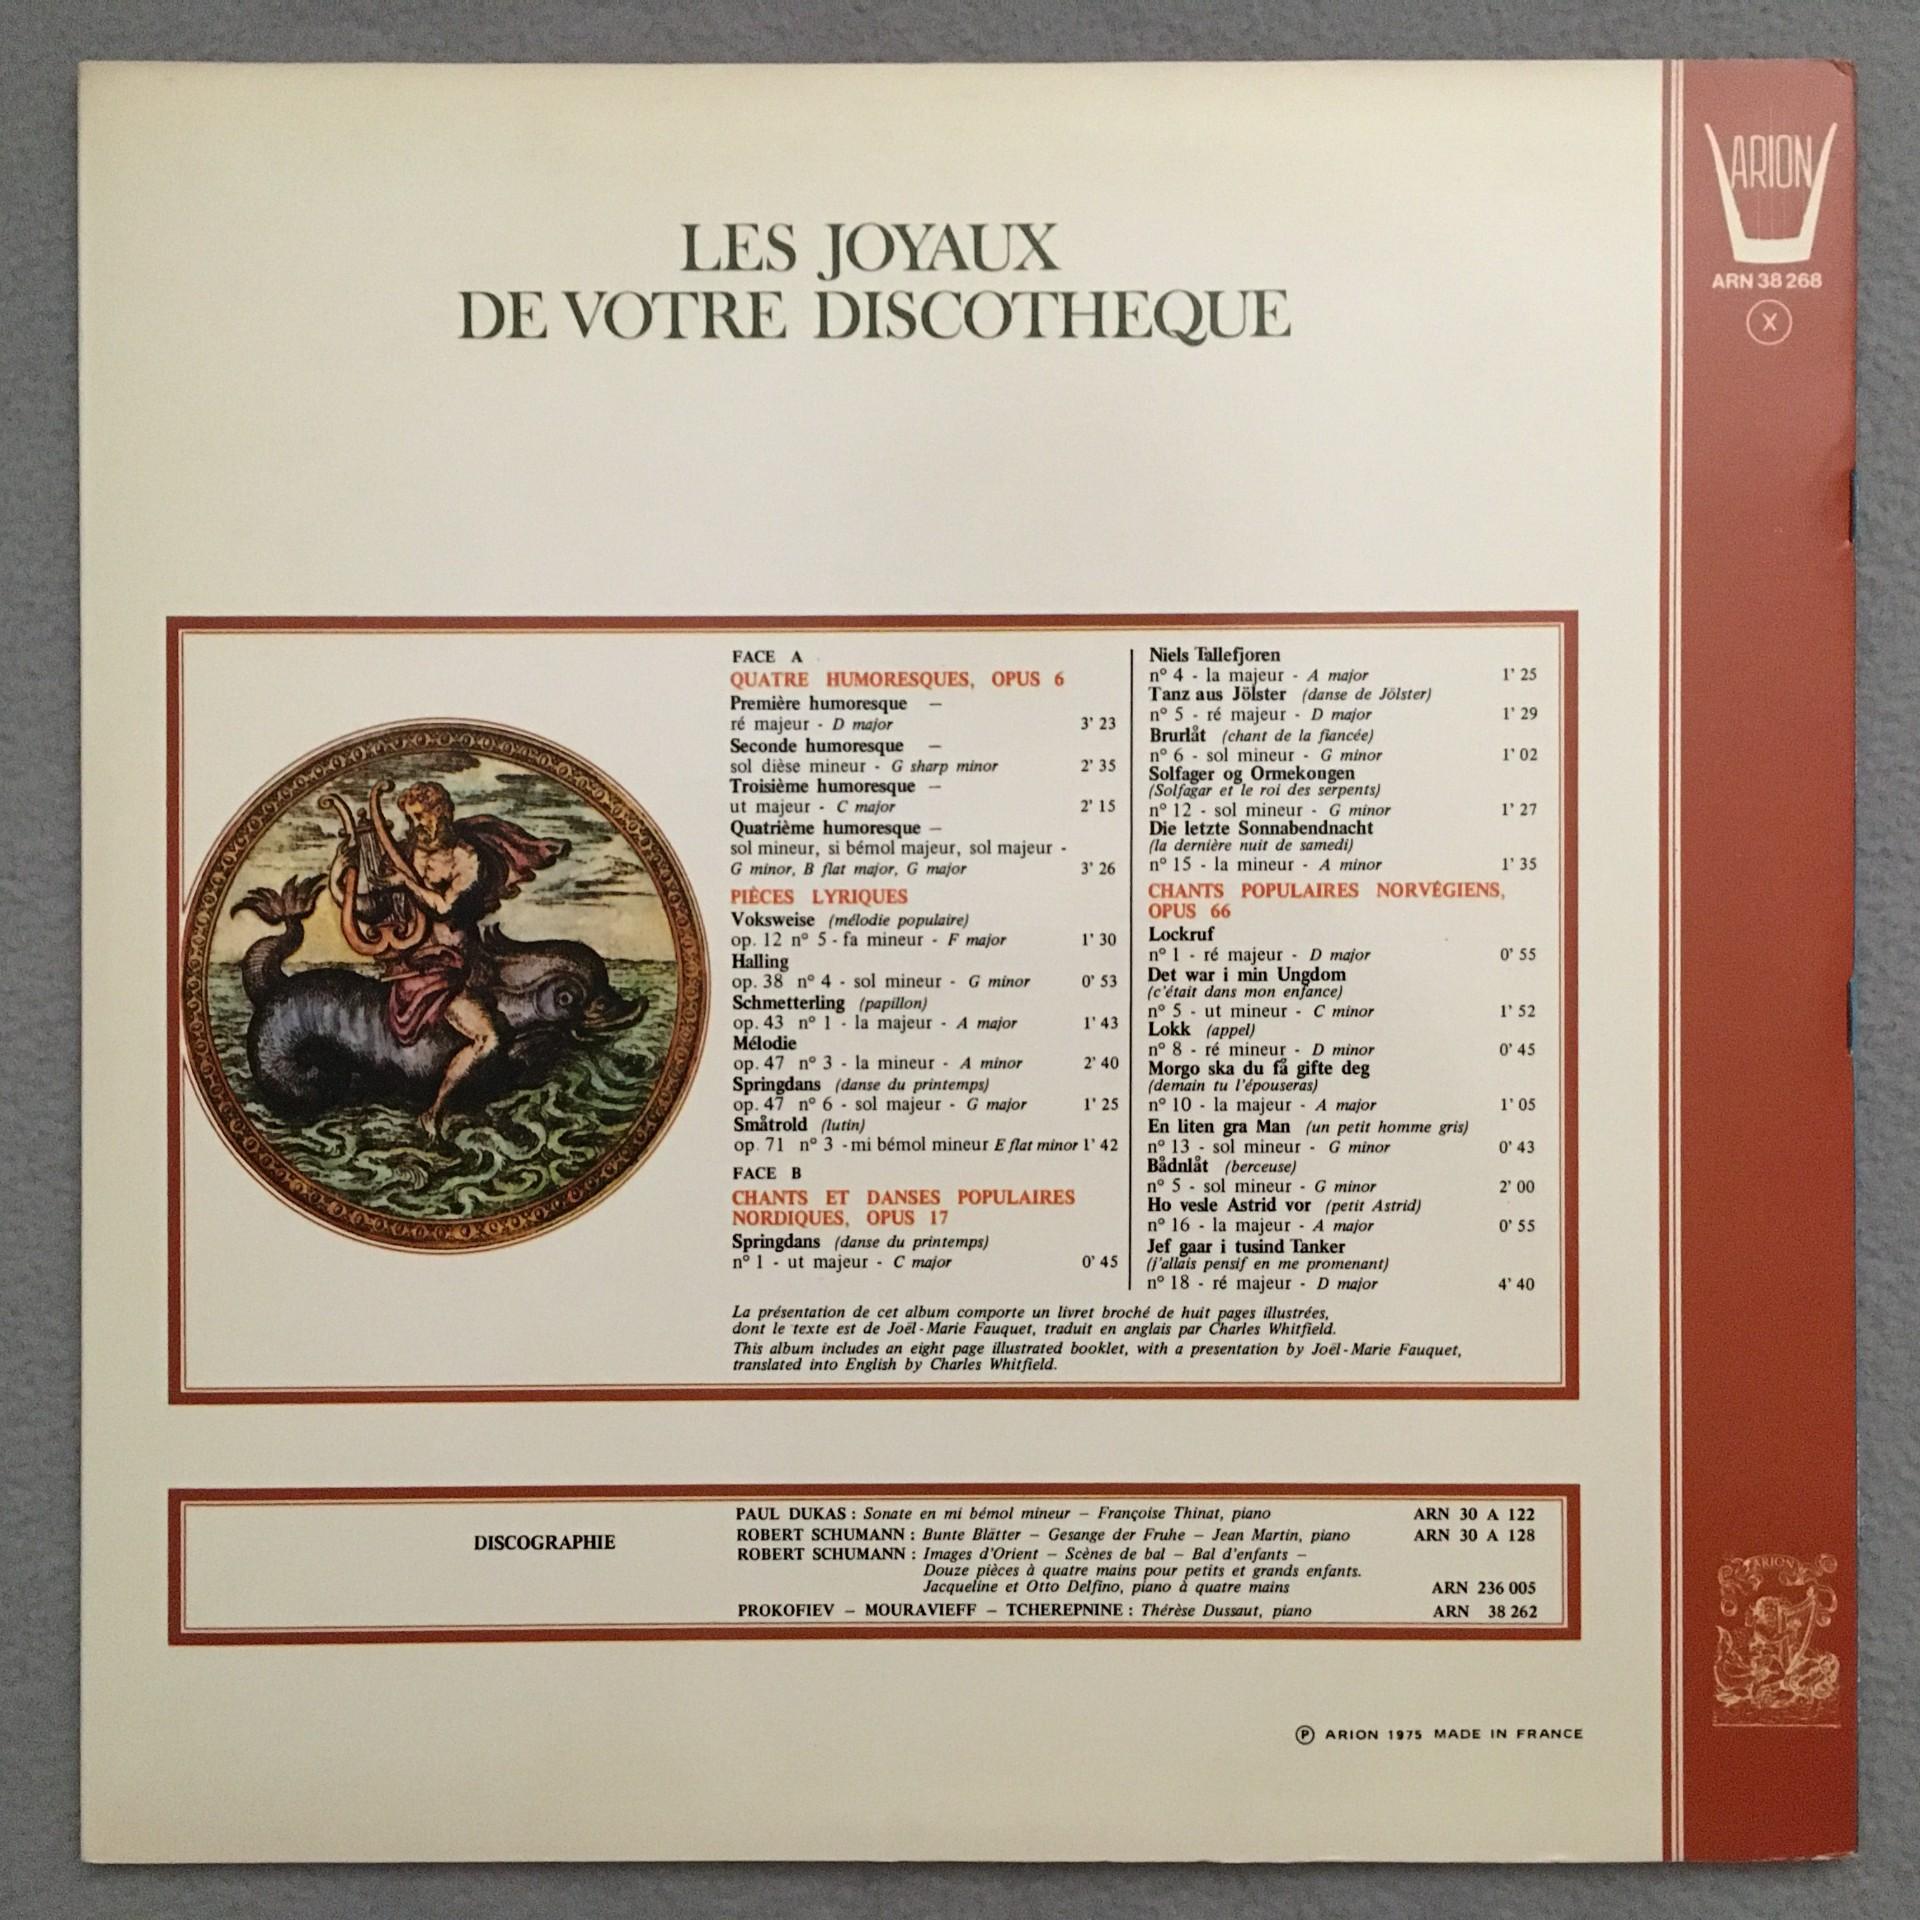 LES JOYAUX
DE VOTRE DISCOTHEQUE
ARION
ARN 38 268
X
FACE A
QUATRE HUMORESQUES, OPUS 6
Première humoresque –
ré majeur - D major 3' 23
Seconde humoresque –
sol dièse mineur - G sharp minor 2' 35
Troisième humoresque –
ut majeur - C major 2' 15
Quatrième humoresque –
sol mineur, si bémol majeur, sol majeur -
G minor, B flat major, G major 3' 26
PIÈCES LYRIQUES
Voksweise (mélodie populaire)
op. 12 n° 5 - fa mineur - F major 1' 30
Halling
op. 38 n° 4 - sol mineur - G minor 0' 53
Schmetterling (papillon)
op. 43 n° 1 - la majeur - A major 1' 43
Mélodie
op. 47 n° 3 - la mineur - A minor 2' 40
Springdans (danse du printemps)
op. 47 n° 6 - sol majeur - G major 1' 25
Småtrold (lutin)
op. 71 n° 3 - mi bémol mineur E flat minor 1' 42
FACE B
CHANTS ET DANSES POPULAIRES
NORDIQUES, OPUS 17
Springdans (danse du printemps)
n° 1 - ut majeur - C major 0' 45
Niels Tallefjoren
n° 4 - la majeur - A major 1' 25
Tanz aus Jölster (danse de Jölster)
n° 5 - ré majeur - D major 1' 29
Brurlåt (chant de la fiancée)
n° 6 - sol mineur - G minor 1' 02
Solfager og Ormekongen
(Solfagar et le roi des serpents)
n° 12 - sol mineur - G minor 1' 27
Die letzte Sonnabendnacht
(la dernière nuit de samedi)
n° 15 - la mineur - A minor 1' 35
CHANTS POPULAIRES NORVÉGIENS,
OPUS 66
Lockruf
n° 1 - ré majeur - D major 0' 55
Det war i min Ungdom
(c'était dans mon enfance)
n° 5 - ut mineur - C minor 1' 52
Lokk (appel)
n° 8 - ré mineur - D minor 0' 45
Morgo ska du få gifte deg
(demain tu l'épouseras)
n° 10 - la majeur - A major 1' 05
En liten gra Man (un petit homme gris)
n° 13 - sol mineur - G minor 0' 43
Bådnlåt (berceuse)
n° 5 - sol mineur - G minor 2' 00
Ho vesle Astrid vor (petit Astrid)
n° 16 - la majeur - A major 0' 55
Jef gaar i tusind Tanker
(j'allais pensif en me promenant)
n° 18 - ré majeur - D major 4' 40
La présentation de cet album comporte un livret broché de huit pages illustrées,
dont le texte est de Joël-Marie Fauquet, traduit en anglais par Charles Whitfield.
This album includes an eight page illustrated booklet, with a presentation by Joël-Marie Fauquet,
translated into English by Charles Whitfield.
DISCOGRAPHIE
PAUL DUKAS : Sonate en mi bémol mineur – Françoise Thinat, piano ARN 30 A 122
ROBERT SCHUMANN : Bunte Blätter – Gesange der Fruhe – Jean Martin, piano ARN 30 A 128
ROBERT SCHUMANN : Images d'Orient – Scènes de bal – Bal d'enfants –
Douze pièces à quatre mains pour petits et grands enfants.
Jacqueline et Otto Delfino, piano à quatre mains ARN 236 005
PROKOFIEV – MOURAVIEFF – TCHEREPNINE : Thérèse Dussaut, piano ARN 38 262
ARION
Ⓟ ARION 1975 MADE IN FRANCE